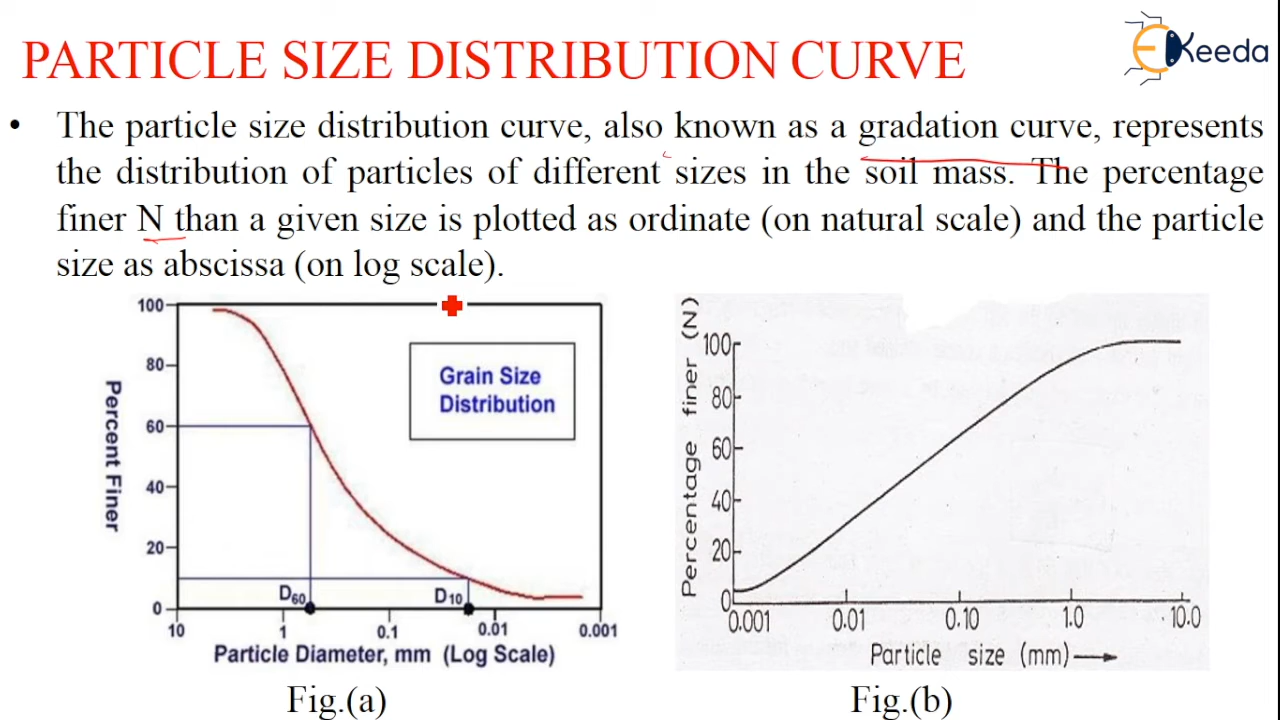 PARTICLE SIZE DISTRIBUTION CURVE
EKeeda
• The particle size distribution curve, also known as a gradation curve, represents
the distribution of particles of different sizes in the soil mass. The percentage
finer N than a given size is plotted as ordinate (on natural scale) and the particle
size as abscissa (on log scale).
100
80
60
40
20
0
Percent Finer
Grain Size
Distribution
D60
D10
10 1 0.1 0.01 0.001
Particle Diameter, mm (Log Scale)
Fig.(a)
Percentage finer (N)
100
80
60
40
20
0
0.001 0.01 0.10 1.0 10.0
Particle size (mm)
Fig.(b)